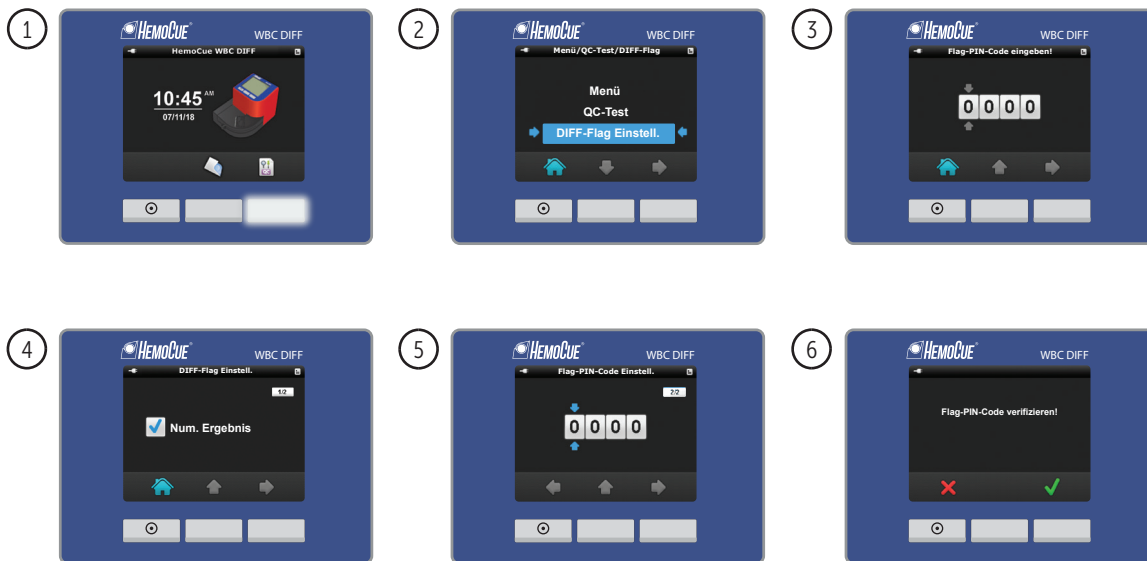 1
HemoCue®
WBC DIFF
HemoCue WBC DIFF
10:45 AM
07/11/18
2
HemoCue®
WBC DIFF
Menü/QC-Test/DIFF-Flag
Menü
QC-Test
DIFF-Flag Einstell.
3
HemoCue®
WBC DIFF
Flag-PIN-Code eingeben!
0 0 0 0
4
HemoCue®
WBC DIFF
DIFF-Flag Einstell.
1/2
Num. Ergebnis
5
HemoCue®
WBC DIFF
Flag-PIN-Code Einstell.
2/2
0 0 0 0
6
HemoCue®
WBC DIFF
Flag-PIN-Code verifizieren!